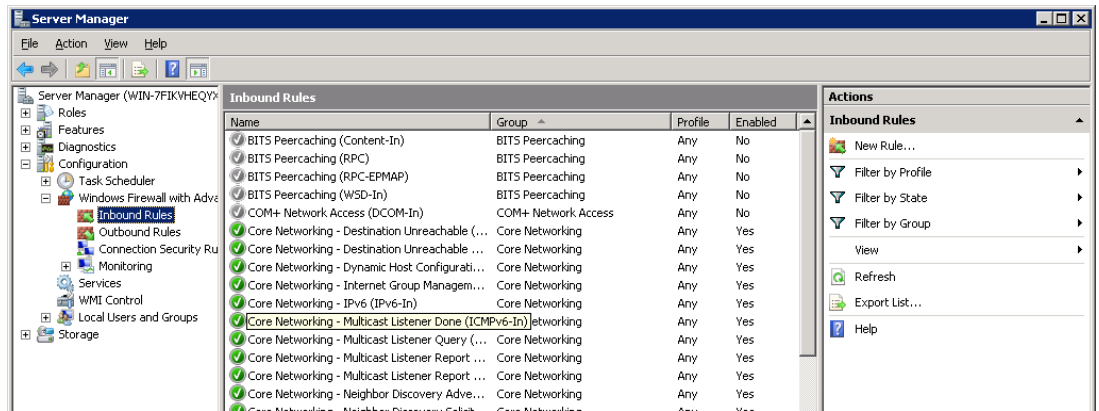 Server Manager
File Action View Help
Server Manager (WIN-7FIKVHEQYX
Roles
Features
Diagnostics
Configuration
Task Scheduler
Windows Firewall with Adva
Inbound Rules
Outbound Rules
Connection Security Ru
Monitoring
Services
WMI Control
Local Users and Groups
Storage
Inbound Rules
Name Group Profile Enabled
BITS Peercaching (Content-In) BITS Peercaching Any No
BITS Peercaching (RPC) BITS Peercaching Any No
BITS Peercaching (RPC-EPMAP) BITS Peercaching Any No
BITS Peercaching (WSD-In) BITS Peercaching Any No
COM+ Network Access (DCOM-In) COM+ Network Access Any No
Core Networking - Destination Unreachable (... Core Networking Any Yes
Core Networking - Destination Unreachable ... Core Networking Any Yes
Core Networking - Dynamic Host Configurati... Core Networking Any Yes
Core Networking - Internet Group Managem... Core Networking Any Yes
Core Networking - IPv6 (IPv6-In) Core Networking Any Yes
Core Networking - Multicast Listener Done (ICMPv6-In) etworking Any Yes
Core Networking - Multicast Listener Query (... Core Networking Any Yes
Core Networking - Multicast Listener Report ... Core Networking Any Yes
Core Networking - Multicast Listener Report ... Core Networking Any Yes
Core Networking - Neighbor Discovery Adve... Core Networking Any Yes
Actions
Inbound Rules
New Rule...
Filter by Profile
Filter by State
Filter by Group
View
Refresh
Export List...
Help